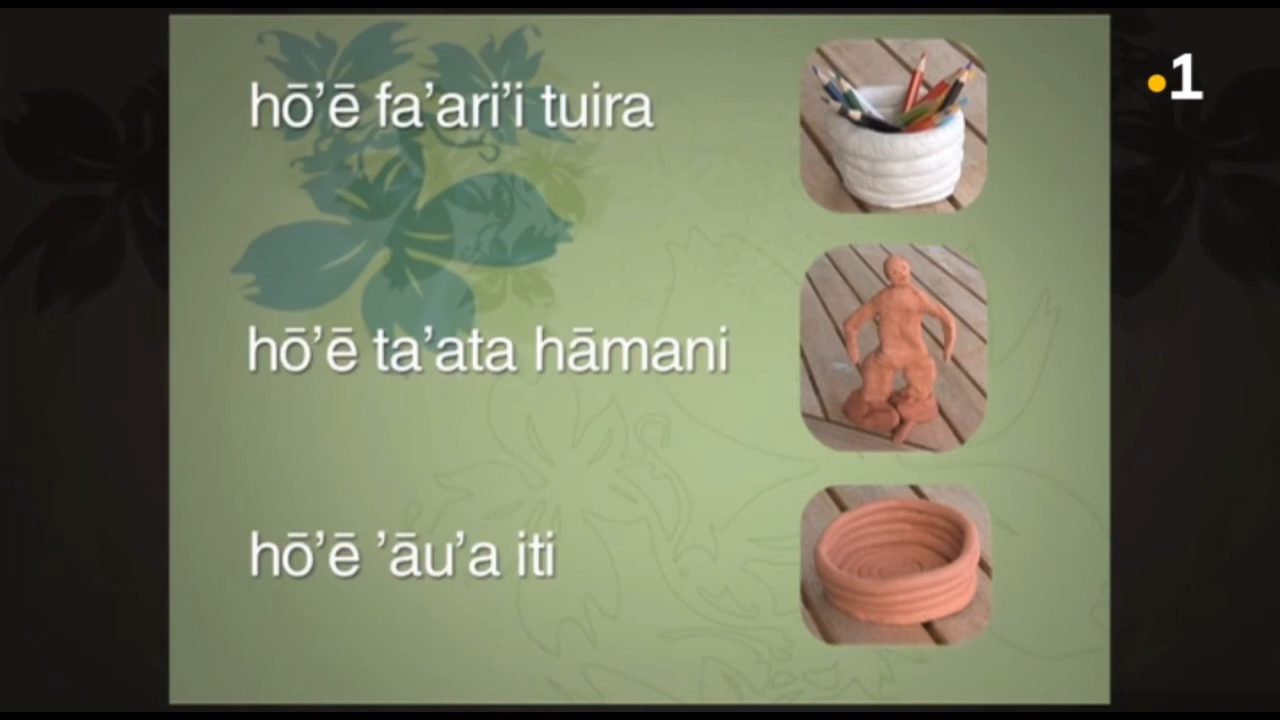 hō’ē fa’ari’i tuira
hō’ē ta’ata hāmani
hō’ē ’āu’a iti
1